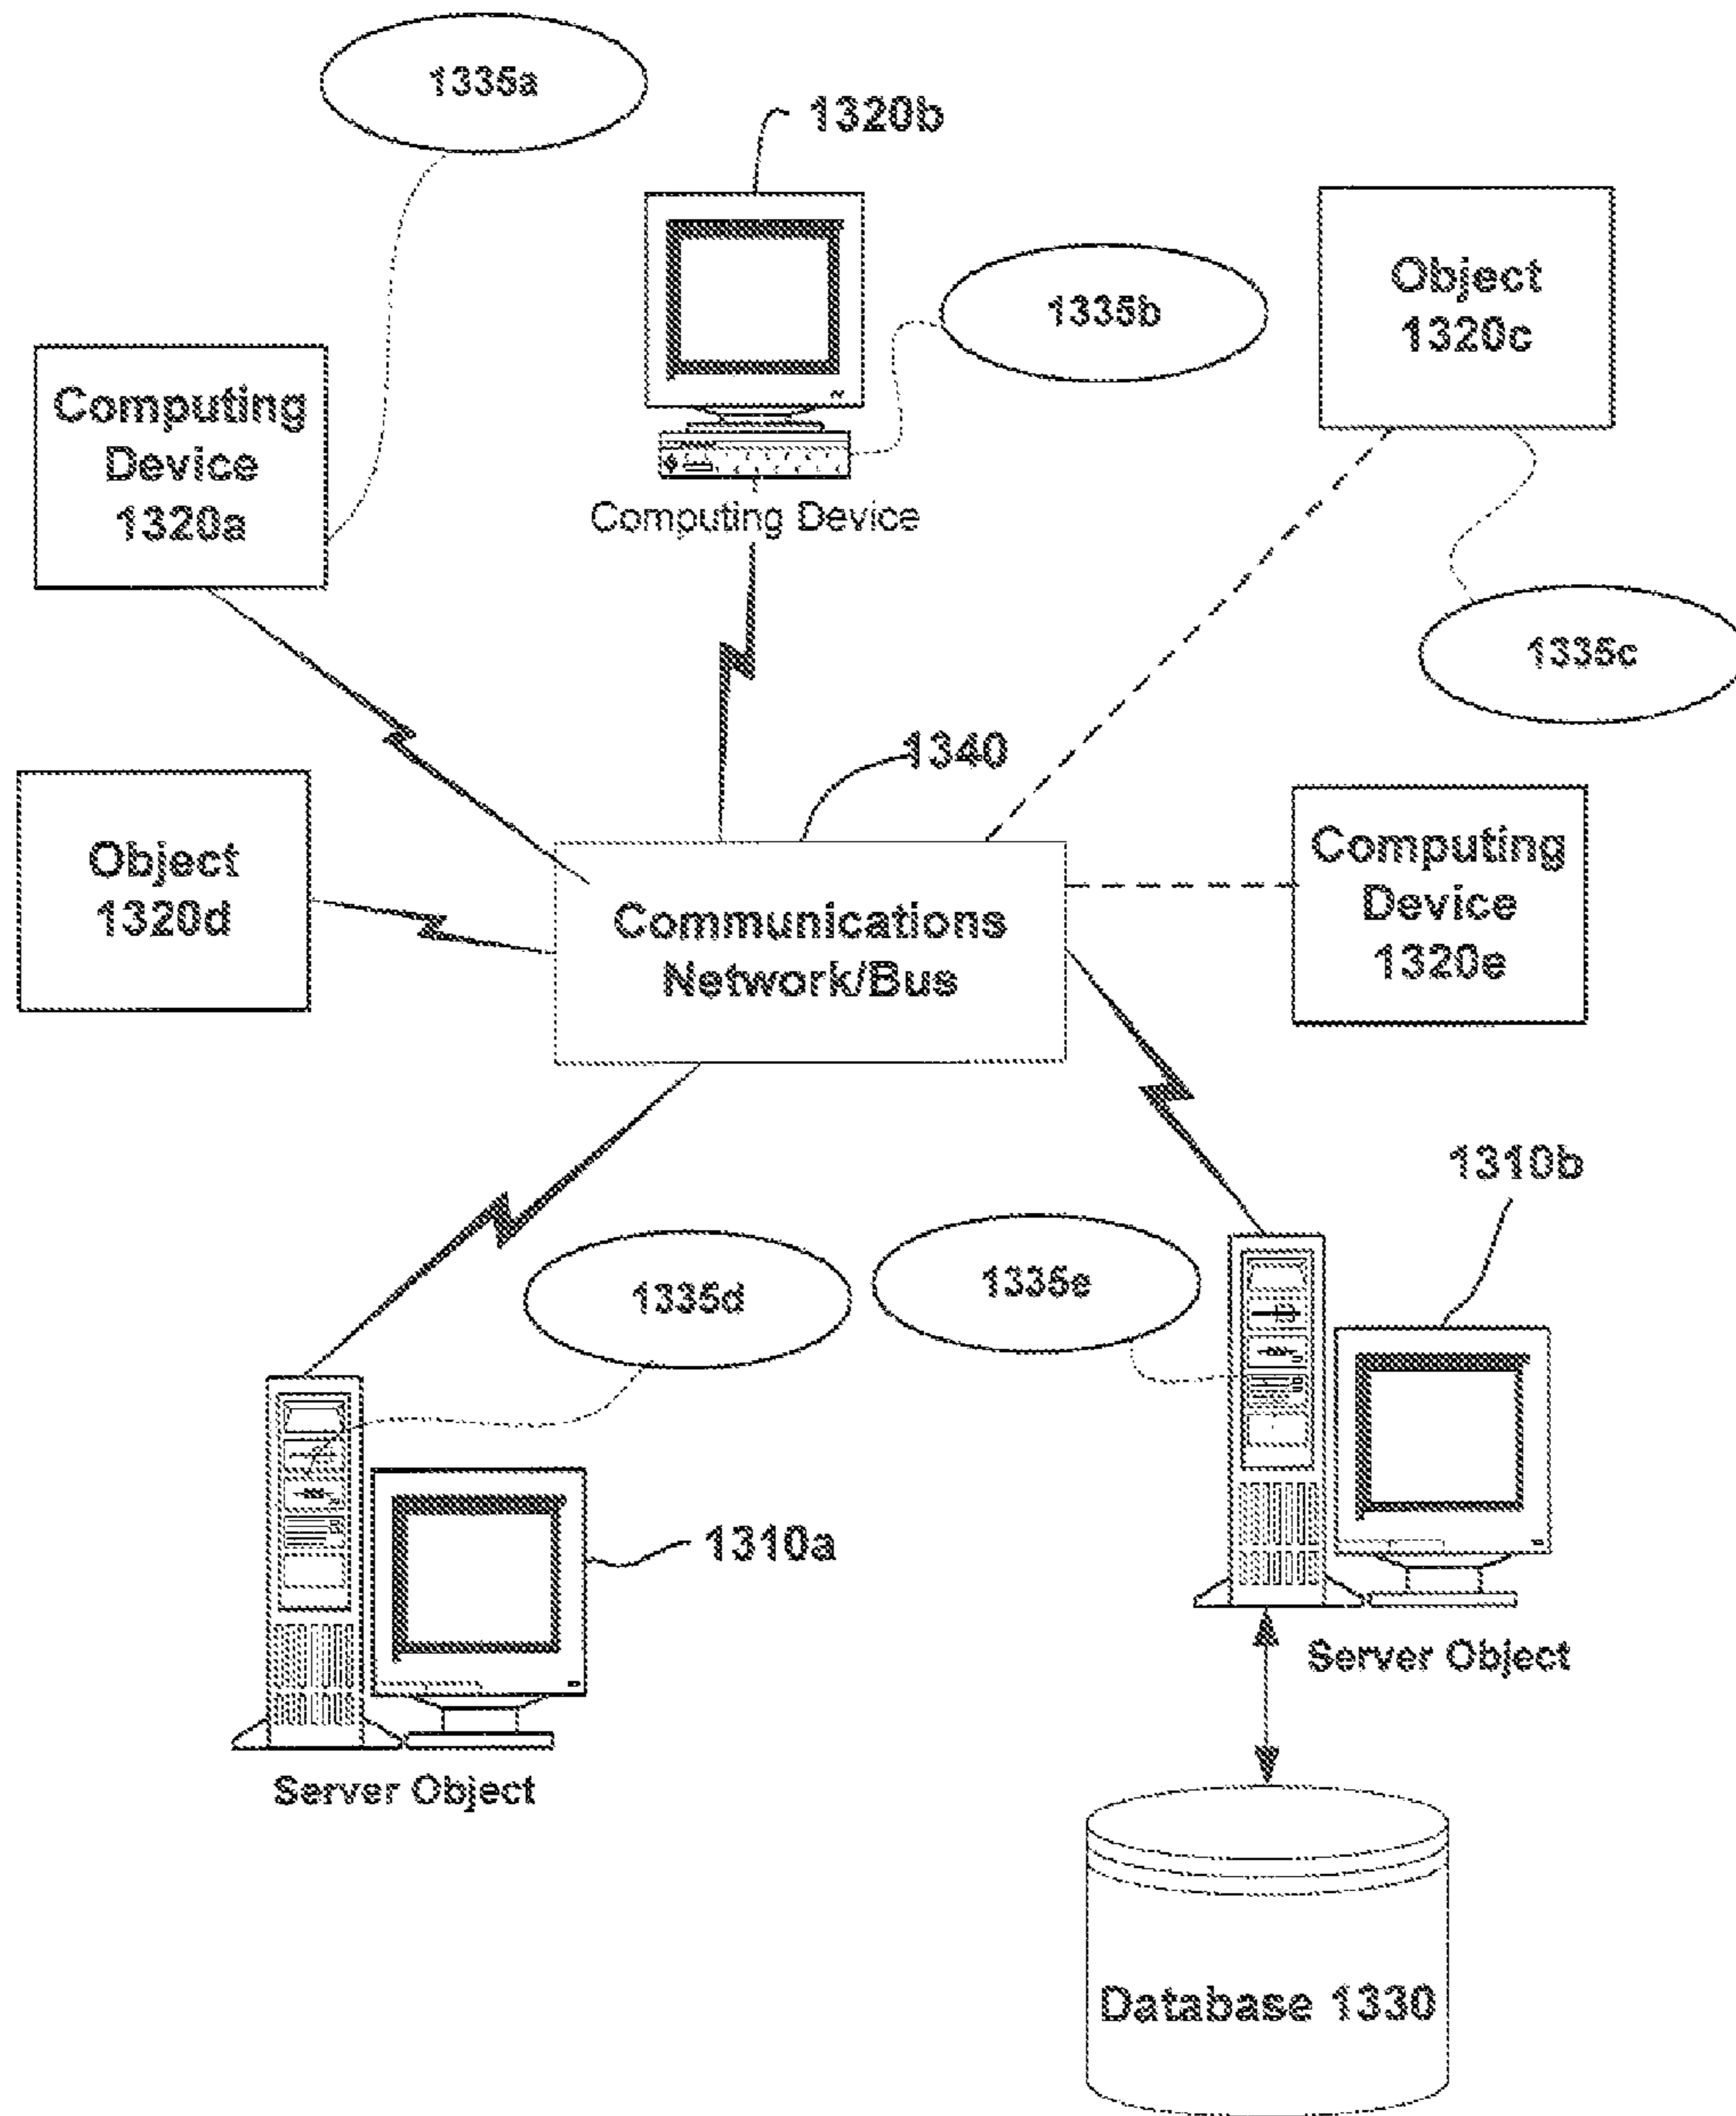 1335a
1320b
1335b
Object
1320c
Computing
Device
1320a
Computing Device
1335c
1340
Object
1320d
Communications
Network/Bus
Computing
Device
1320e
1310b
1335d
1335e
1310a
Server Object
Server Object
Database 1330